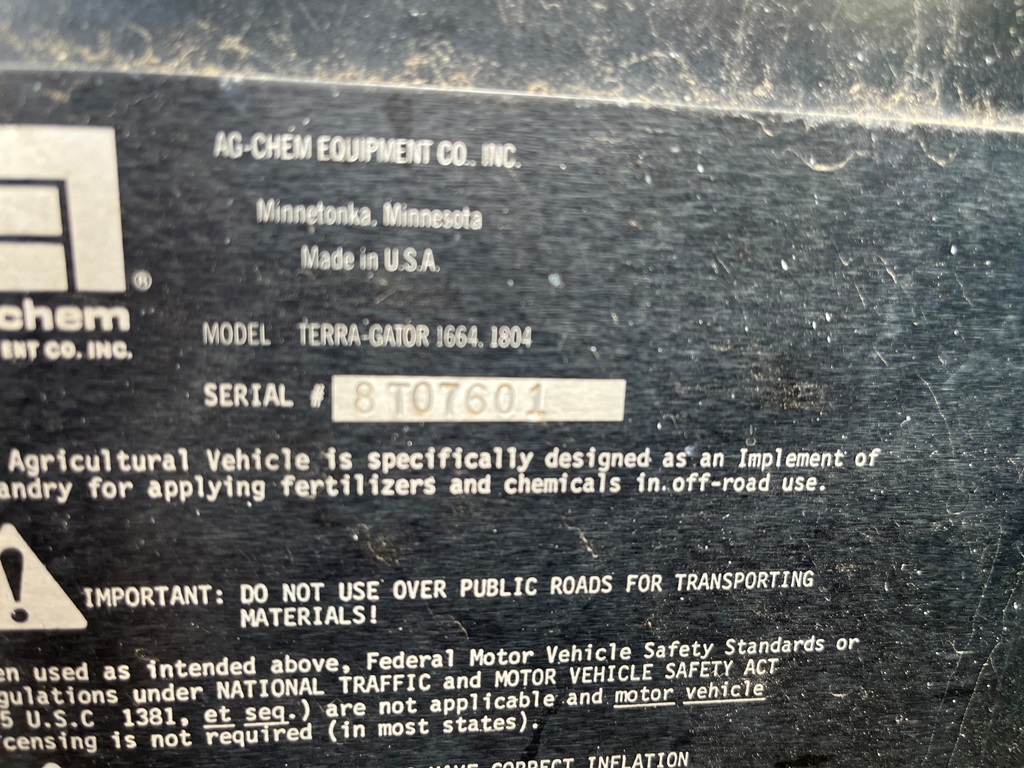 AG-CHEM EQUIPMENT CO., INC.
Minnetonka, Minnesota
Made in U.S.A.
®
chem
ENT CO. INC.
MODEL TERRA-GATOR 1664, 1804
SERIAL # 8T07601
Agricultural Vehicle is specifically designed as an Implement of
andry for applying fertilizers and chemicals in off-road use.
!
IMPORTANT: DO NOT USE OVER PUBLIC ROADS FOR TRANSPORTING
MATERIALS!
en used as intended above, Federal Motor Vehicle Safety Standards or
gulations under NATIONAL TRAFFIC and MOTOR VEHICLE SAFETY ACT
5 U.S.C 1381, et seq.) are not applicable and motor vehicle
censing is not required (in most states).
CORRECT INFLATION